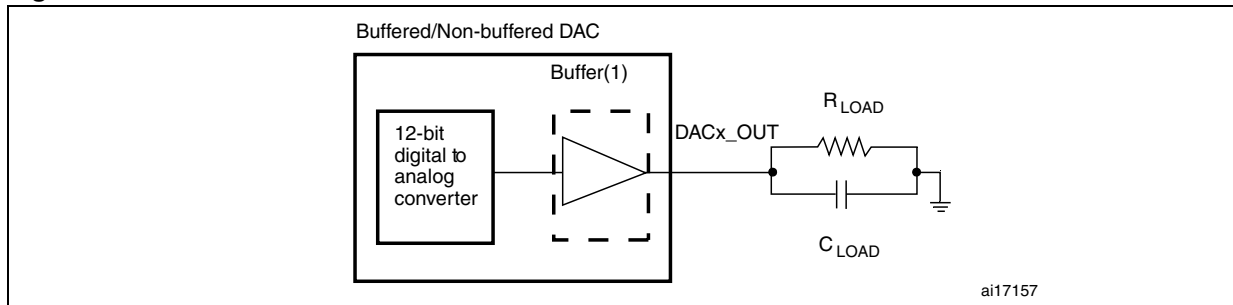 Buffered/Non-buffered DAC
Buffer(1)
12-bit
digital to
analog
converter
DACx_OUT
R LOAD
C LOAD
ai17157